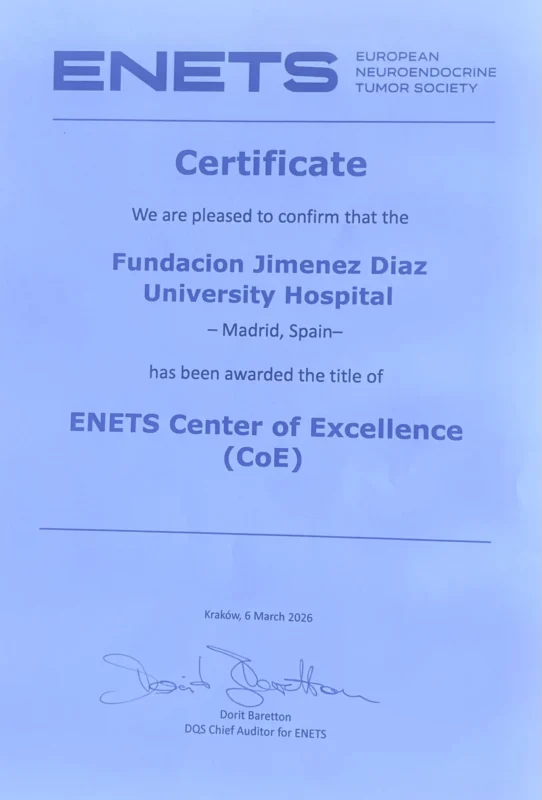 ENETS
EUROPEAN
NEUROENDOCRINE
TUMOR SOCIETY
Certificate
We are pleased to confirm that the
Fundacion Jimenez Diaz
University Hospital
– Madrid, Spain–
has been awarded the title of
ENETS Center of Excellence
(CoE)
Kraków, 6 March 2026
Dorit Baretton
Dorit Baretton
DQS Chief Auditor for ENETS